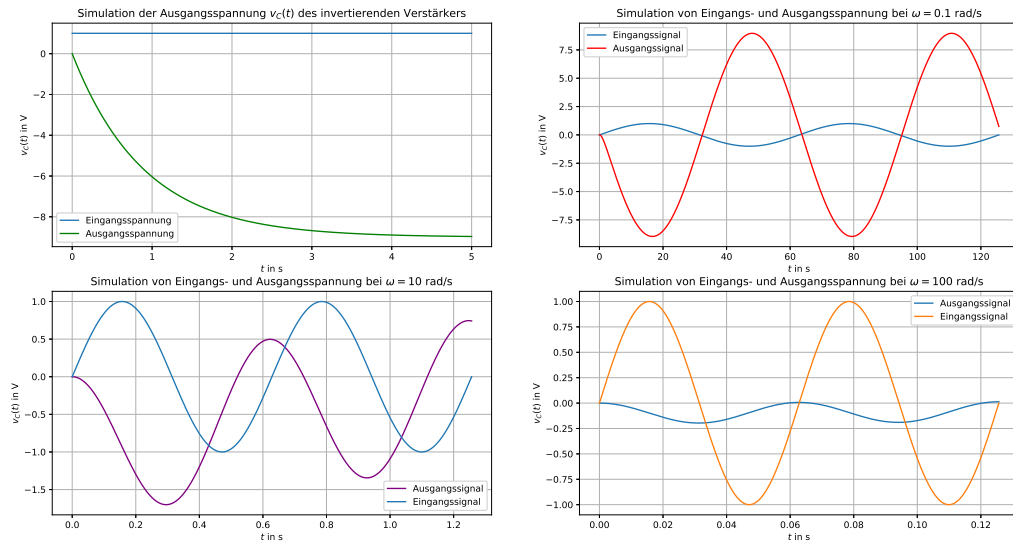 Simulation der Ausgangsspannung v_C(t) des invertierenden Verstärkers
v_C(t) in V
0
−2
−4
−6
−8
Eingangsspannung
Ausgangsspannung
0 1 2 3 4 5
t in s
Simulation von Eingangs- und Ausgangsspannung bei ω = 0.1 rad/s
v_C(t) in V
7.5
5.0
2.5
0.0
−2.5
−5.0
−7.5
Eingangssignal
Ausgangssignal
0 20 40 60 80 100 120
t in s
Simulation von Eingangs- und Ausgangsspannung bei ω = 10 rad/s
v_C(t) in V
1.0
0.5
0.0
−0.5
−1.0
−1.5
Ausgangssignal
Eingangssignal
0.0 0.2 0.4 0.6 0.8 1.0 1.2
t in s
Simulation von Eingangs- und Ausgangsspannung bei ω = 100 rad/s
v_C(t) in V
1.00
0.75
0.50
0.25
0.00
−0.25
−0.50
−0.75
−1.00
Ausgangssignal
Eingangssignal
0.00 0.02 0.04 0.06 0.08 0.10 0.12
t in s